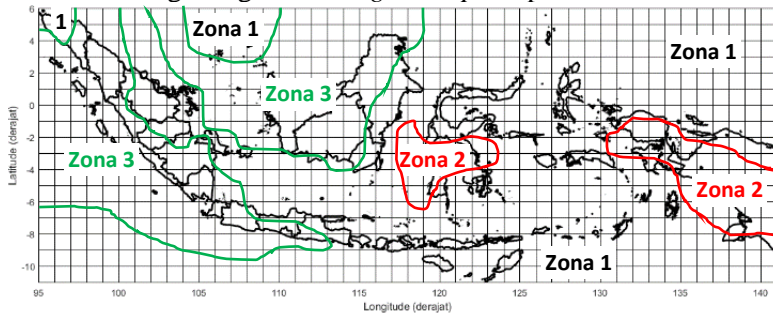 6
4
2
0
-2
-4
-6
-8
-10
Latitude (derajat)
1
Zona 1
Zona 1
Zona 3
Zona 3
Zona 2
Zona 2
Zona 1
95
100
105
110
115
120
125
130
135
140
Longitude (derajat)